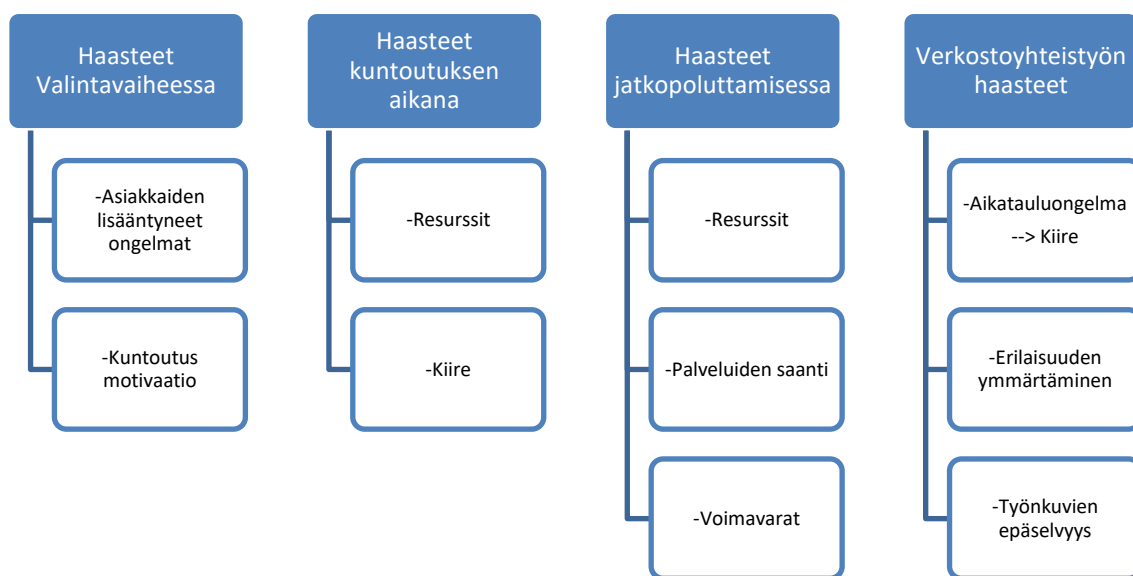 Haasteet
Valintavaiheessa
-Asiakkaiden
lisääntyneet
ongelmat
-Kuntoutus
motivaatio
Haasteet
kuntoutuksen
aikana
-Resurssit
-Kiire
Haasteet
jatkopoluttamisessa
-Resurssit
-Palveluiden saanti
-Voimavarat
Verkostoyhteistyön
haasteet
-Aikatauluongelma
--> Kiire
-Erilaisuuden
ymmärtäminen
-Työnkuvien
epäselvyys